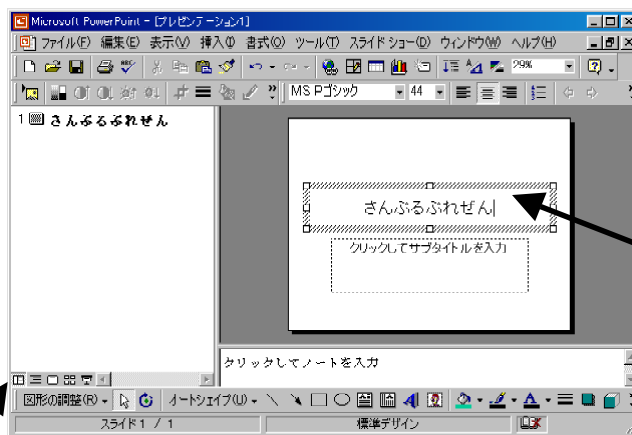 Microsoft PowerPoint - [プレゼンテーション1]
ファイル(F) 編集(E) 表示(V) 挿入(I) 書式(O) ツール(T) スライド ショー(D) ウィンドウ(W) ヘルプ(H)
29%
MS Pゴシック 44
1 さんぷるぷれぜん
さんぷるぷれぜん
クリックしてサブタイトルを入力
クリックしてノートを入力
図形の調整(R) オートシェイプ(U)
スライド 1 / 1 標準デザイン